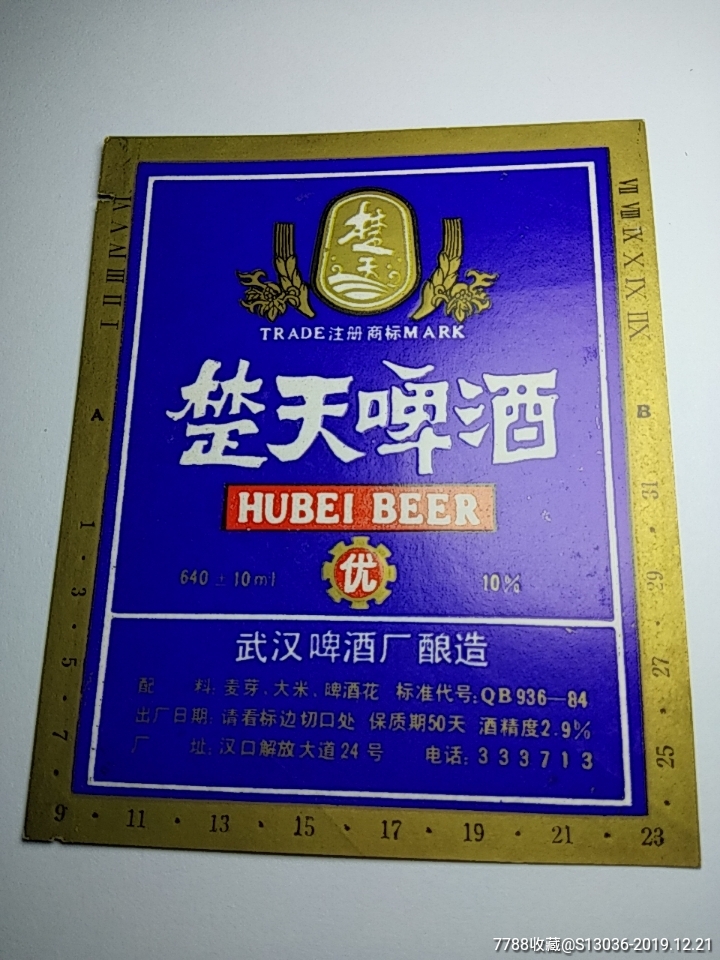 楚天
TRADE注册商标MARK
楚天啤酒
HUBEI BEER
640±10ml 优 10%
武汉啤酒厂酿造
配 料: 麦芽、大米、啤酒花 标准代号:QB936—84
出厂日期: 请看标边切口处 保质期50天 酒精度2.9%
厂 址: 汉口解放大道24号 电话: 333713
I II III IV V VI
VII VIII IX X XI XII
A
B
1 · 3 · 5 · 7 · 9 · 11 · 13 · 15 · 17 · 19 · 21 · 23 · 25 · 27 · 29 · 31
7788收藏@S13036-2019.12.21